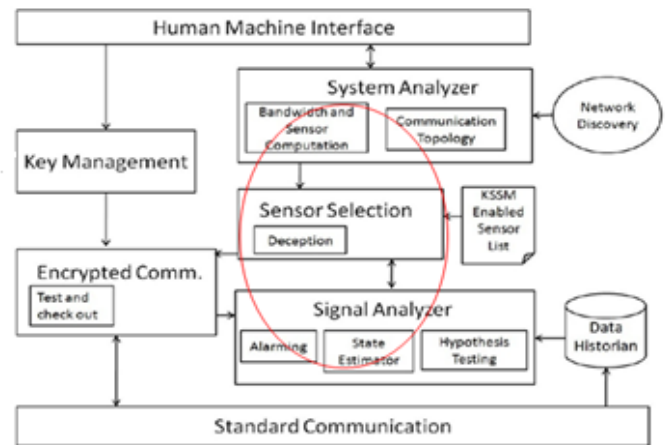 Human Machine Interface
System Analyzer
Bandwidth and
Sensor
Computation
Communication
Topology
Network
Discovery
Key Management
Sensor Selection
Deception
KSSM
Enabled
Sensor
List
Encrypted Comm.
Test and
check out
Signal Analyzer
Alarming
State
Estimator
Hypothesis
Testing
Data
Historian
Standard Communication